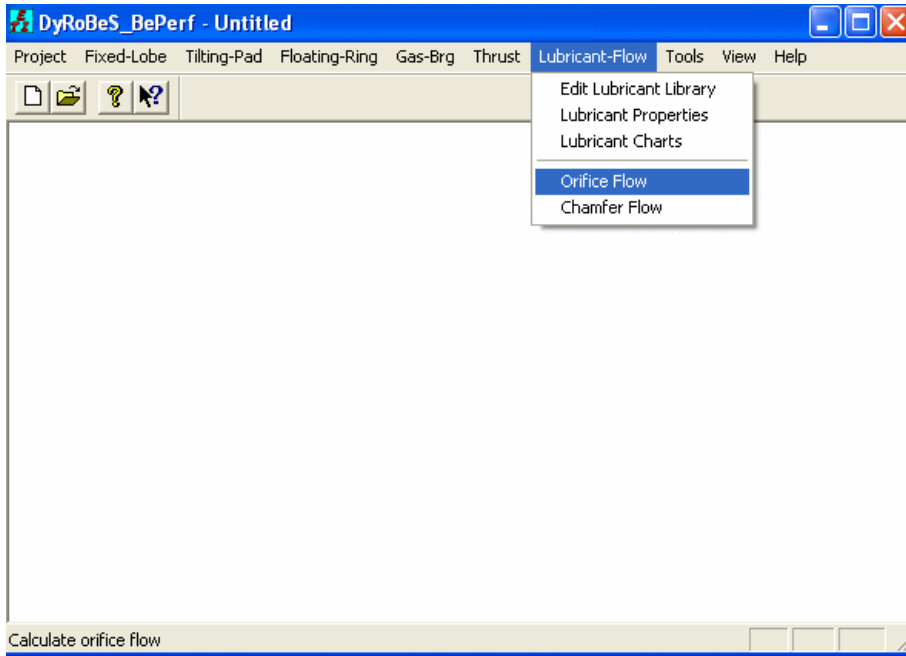 DyRoBeS_BePerf - Untitled
Project Fixed-Lobe Tilting-Pad Floating-Ring Gas-Brg Thrust Lubricant-Flow Tools View Help
Edit Lubricant Library
Lubricant Properties
Lubricant Charts
Orifice Flow
Chamfer Flow
Calculate orifice flow